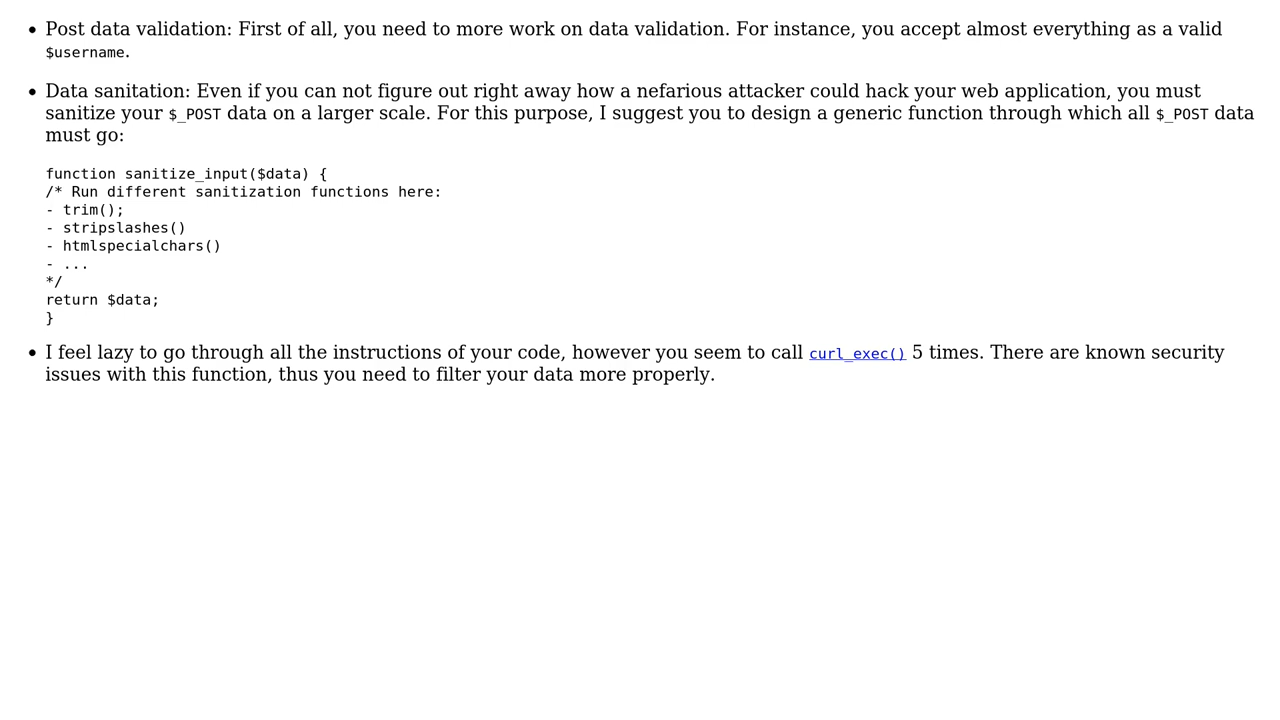 • Post data validation: First of all, you need to more work on data validation. For instance, you accept almost everything as a valid
$username.
• Data sanitation: Even if you can not figure out right away how a nefarious attacker could hack your web application, you must
sanitize your $_POST data on a larger scale. For this purpose, I suggest you to design a generic function through which all $_POST data
must go:
function sanitize_input($data) {
/* Run different sanitization functions here:
- trim();
- stripslashes()
- htmlspecialchars()
- ...
*/
return $data;
}
• I feel lazy to go through all the instructions of your code, however you seem to call curl_exec() 5 times. There are known security
issues with this function, thus you need to filter your data more properly.